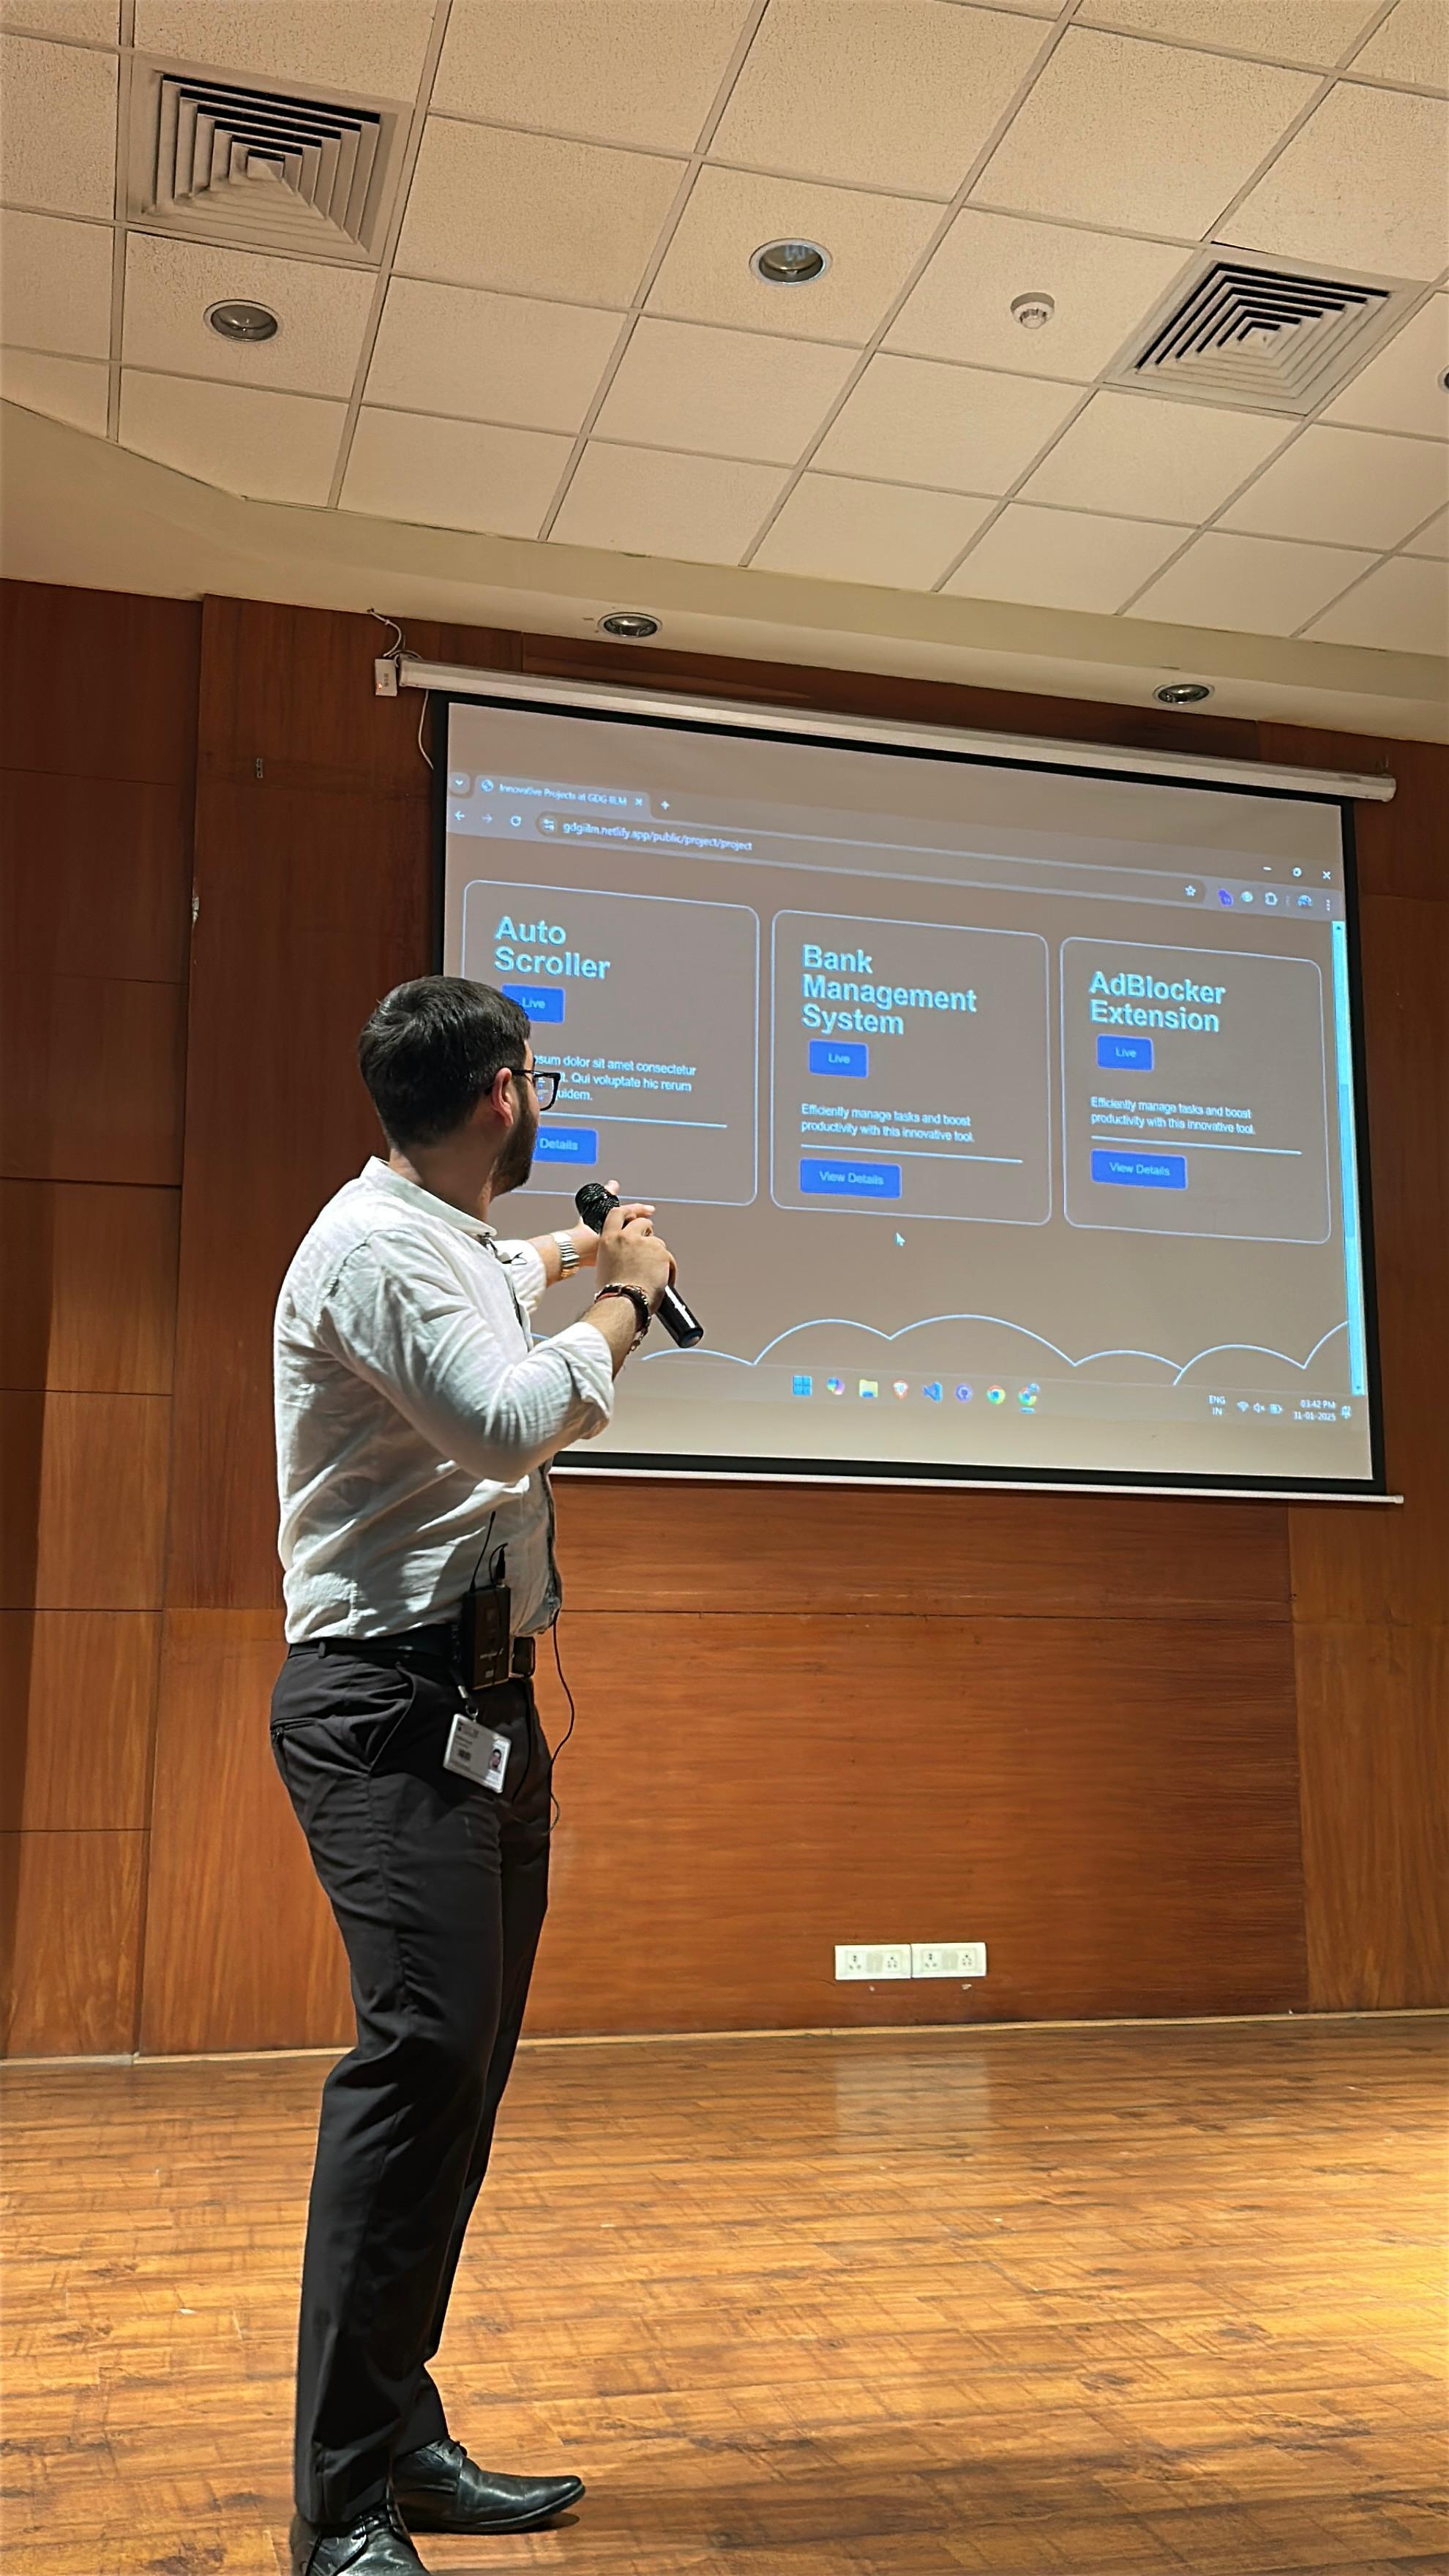 Innovative Projects at GDG IILM
gdgiilm.netlify.app/public/project/project
Auto
Scroller
Live
psum dolor sit amet consectetur
t. Qui voluptate hic rerum
uidem.
Details
Bank
Management
System
Live
Efficiently manage tasks and boost
productivity with this innovative tool.
View Details
AdBlocker
Extension
Live
Efficiently manage tasks and boost
productivity with this innovative tool.
View Details
ENG
IN
03:42 PM
31-01-2025